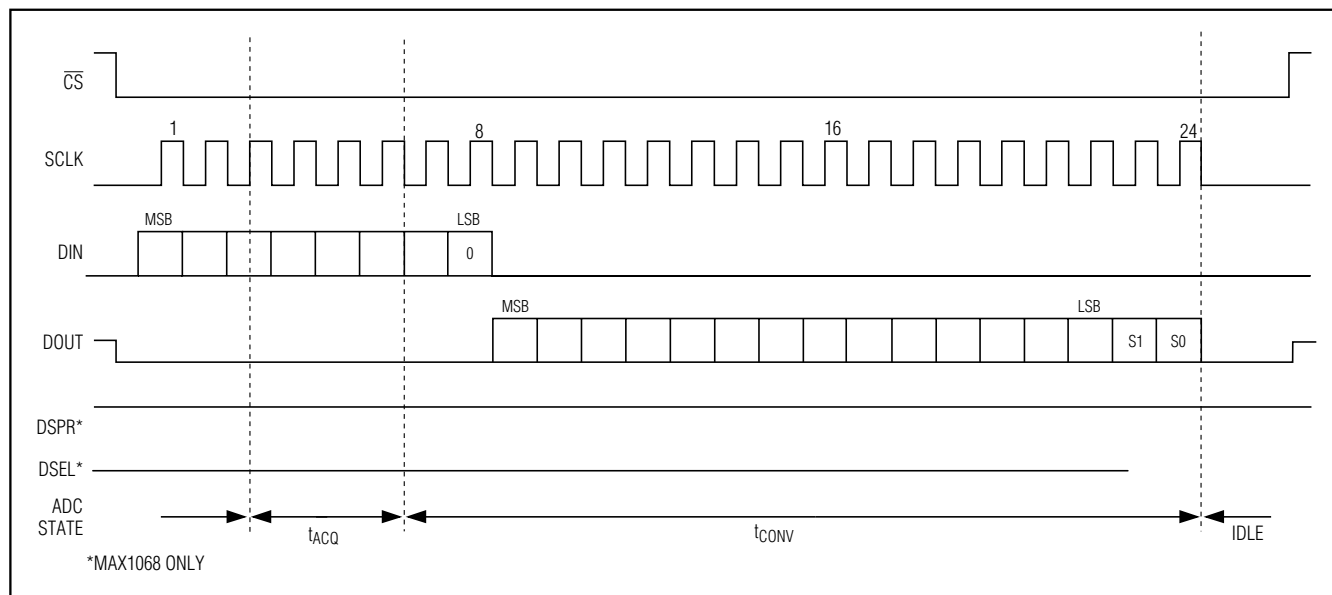 CS
1 8 16 24
SCLK
MSB LSB
DIN 0
MSB LSB
DOUT S1 S0
DSPR*
DSEL*
ADC
STATE
tACQ tCONV IDLE
*MAX1068 ONLY